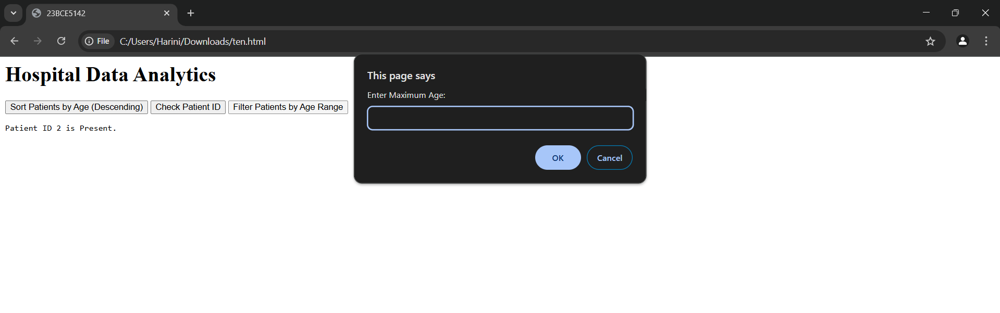 23BCE5142
File C:/Users/Harini/Downloads/ten.html
Hospital Data Analytics
Sort Patients by Age (Descending) Check Patient ID Filter Patients by Age Range
Patient ID 2 is Present.
This page says
Enter Maximum Age:
OK Cancel